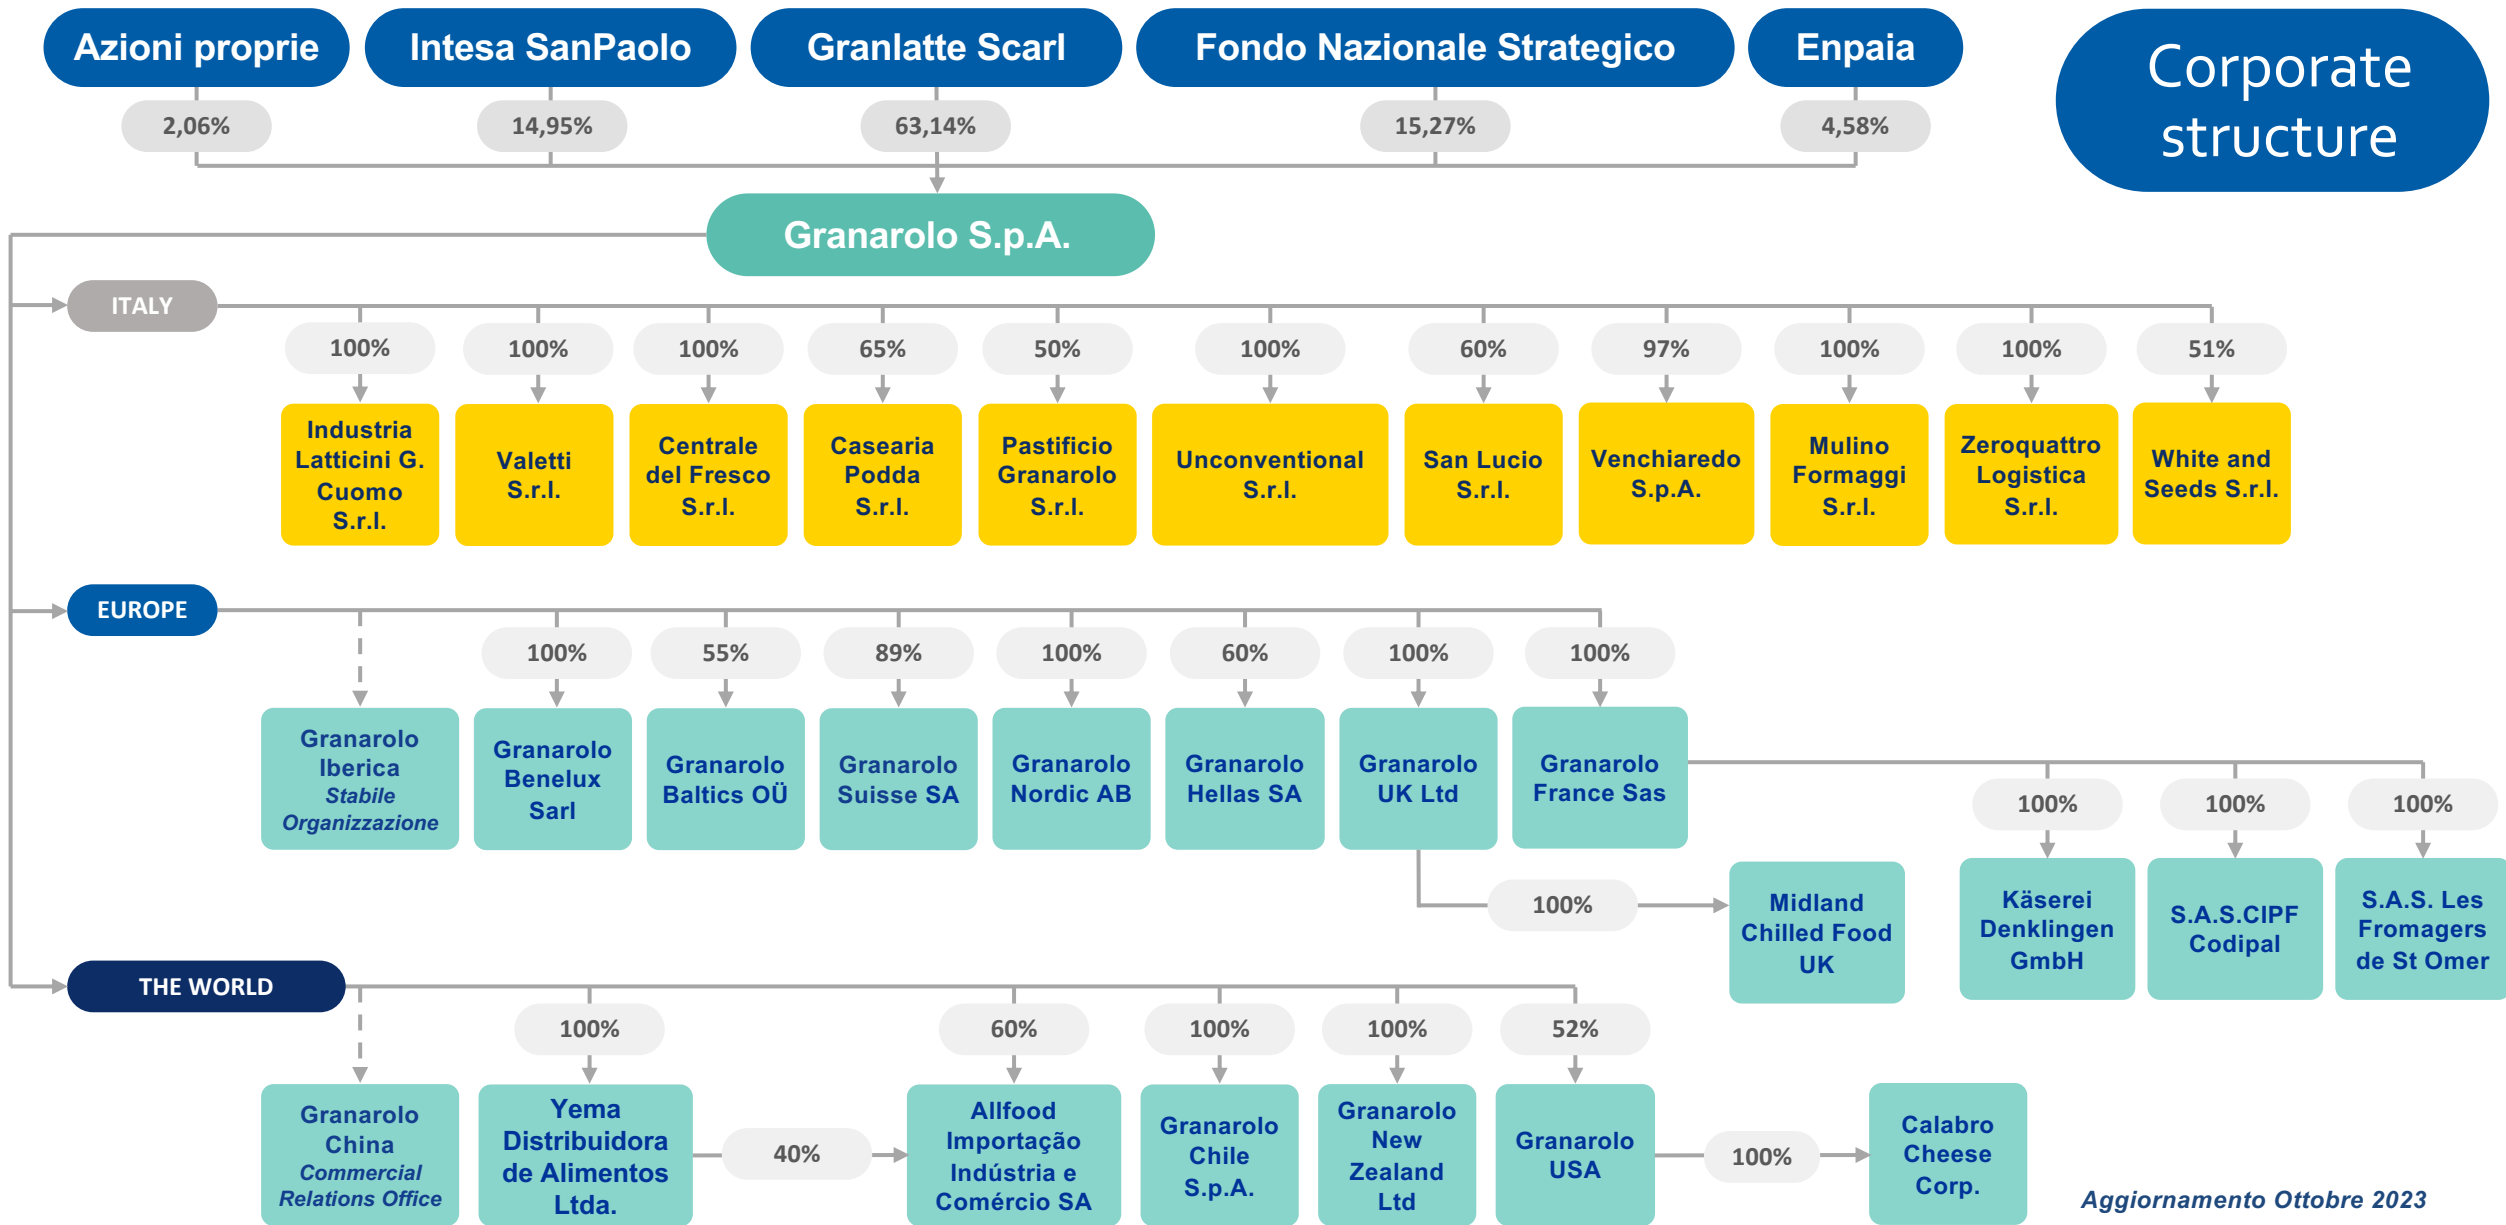 Azioni proprie
Intesa SanPaolo
Granlatte Scarl
Fondo Nazionale Strategico
Enpaia
Corporate
structure
2,06%
14,95%
63,14%
15,27%
4,58%
Granarolo S.p.A.
ITALY
100%
100%
100%
65%
50%
100%
60%
97%
100%
100%
51%
Industria
Latticini G.
Cuomo
S.r.l.
Valetti
S.r.l.
Centrale
del Fresco
S.r.l.
Casearia
Podda
S.r.l.
Pastificio
Granarolo
S.r.l.
Unconventional
S.r.l.
San Lucio
S.r.l.
Venchiaredo
S.p.A.
Mulino
Formaggi
S.r.l.
Zeroquattro
Logistica
S.r.l.
White and
Seeds S.r.l.
EUROPE
100%
55%
89%
100%
60%
100%
100%
Granarolo
Iberica
Stabile
Organizzazione
Granarolo
Benelux
Sarl
Granarolo
Baltics OÜ
Granarolo
Suisse SA
Granarolo
Nordic AB
Granarolo
Hellas SA
Granarolo
UK Ltd
Granarolo
France Sas
100%
100%
100%
100%
Midland
Chilled Food
UK
Käserei
Denklingen
GmbH
S.A.S.CIPF
Codipal
S.A.S. Les
Fromagers
de St Omer
THE WORLD
100%
60%
100%
100%
52%
Granarolo
China
Commercial
Relations Office
Yema
Distribuidora
de Alimentos
Ltda.
40%
Allfood
Importação
Indústria e
Comércio SA
Granarolo
Chile
S.p.A.
Granarolo
New
Zealand
Ltd
Granarolo
USA
100%
Calabro
Cheese
Corp.
Aggiornamento Ottobre 2023